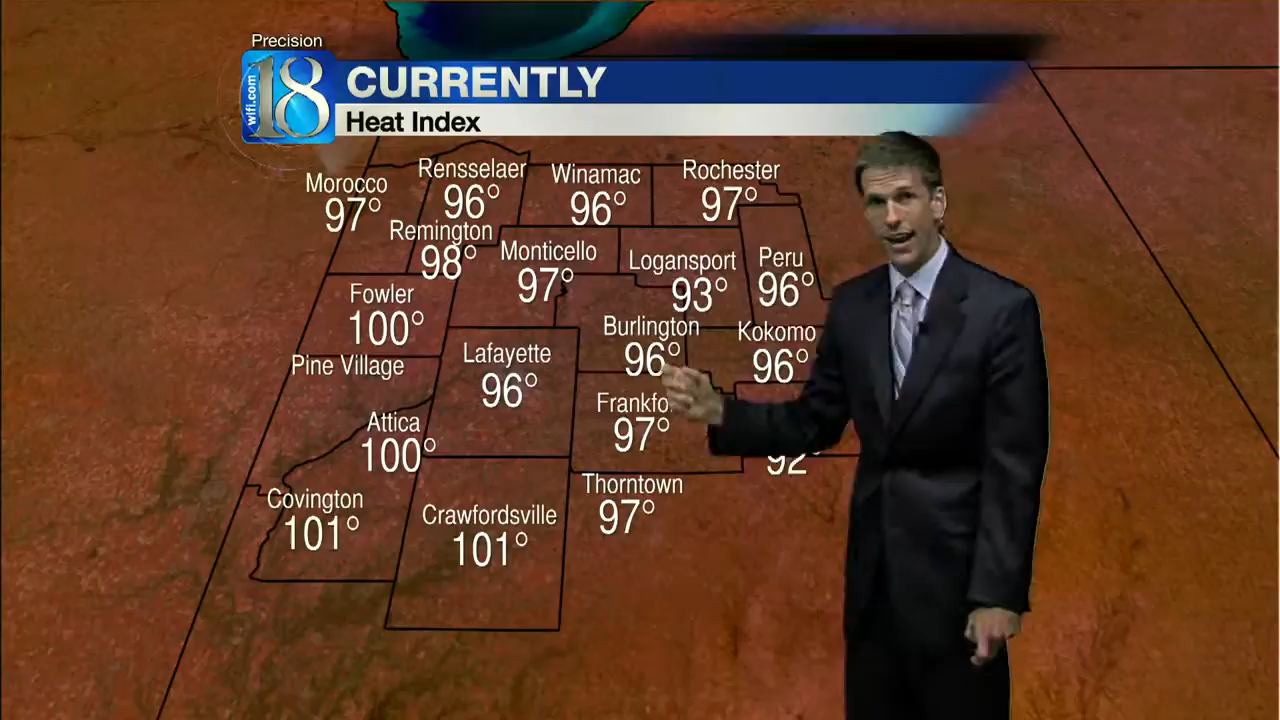 Precision
wlfi.com
18
CURRENTLY
Heat Index
Morocco
97°
Rensselaer
96°
Winamac
96°
Rochester
97°
Remington
98°
Monticello
97°
Logansport
93°
Peru
96°
Fowler
100°
Burlington
96°
Kokomo
96°
Pine Village
Lafayette
96°
Attica
100°
Frankfo
97°
92°
Covington
101°
Crawfordsville
101°
Thorntown
97°